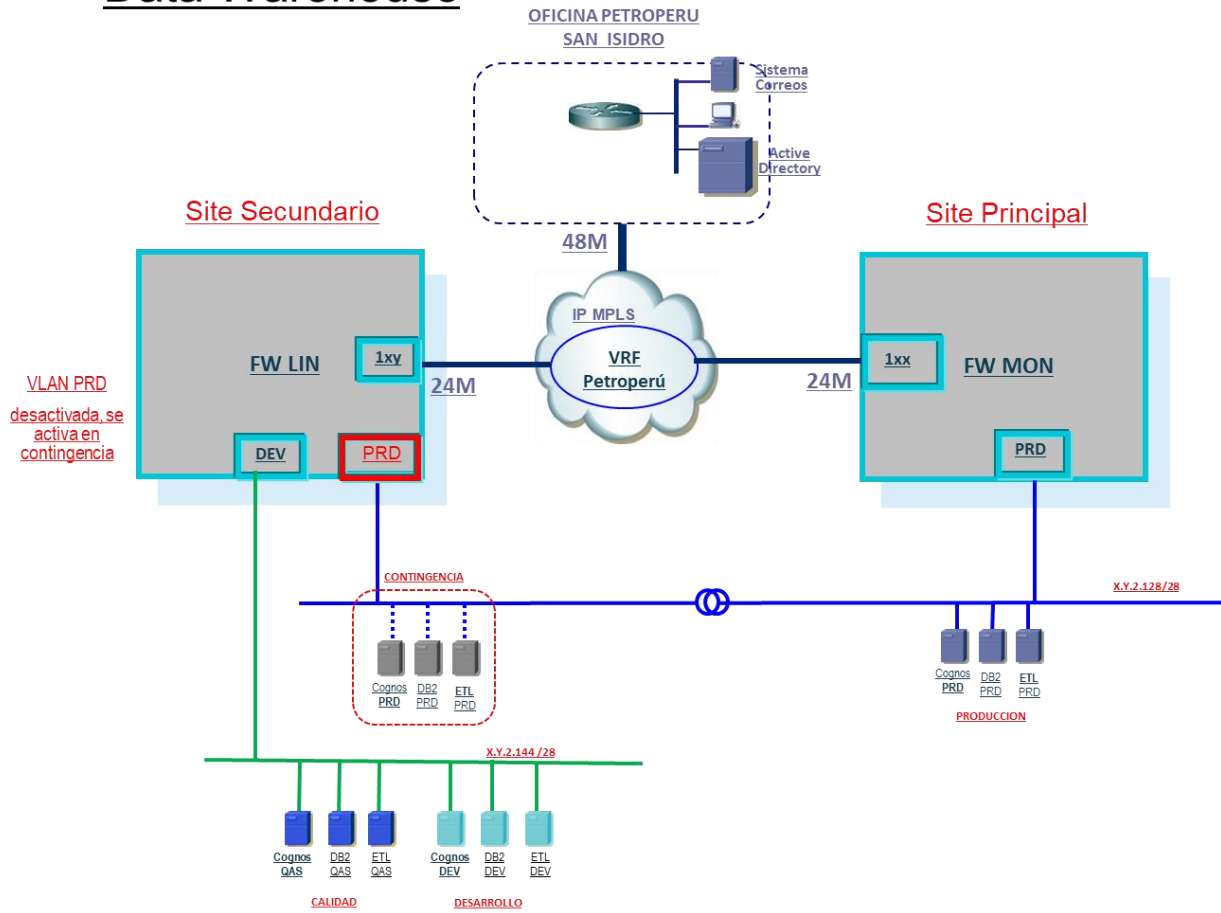 Data Warehouse
OFICINA PETROPERU
SAN ISIDRO
Sistema
Correos
Active
Directory
Site Secundario
Site Principal
48M
IP MPLS
VRF
Petroperú
FW LIN
1xy
24M
24M
1xx
FW MON
VLAN PRD
desactivada, se
activa en
contingencia
DEV
PRD
PRD
CONTINGENCIA
X.Y.2.128/28
Cognos
PRD
DB2
PRD
ETL
PRD
Cognos
PRD
DB2
PRD
ETL
PRD
PRODUCCION
X.Y.2.144 /28
Cognos
QAS
DB2
QAS
ETL
QAS
Cognos
DEV
DB2
DEV
ETL
DEV
CALIDAD
DESARROLLO